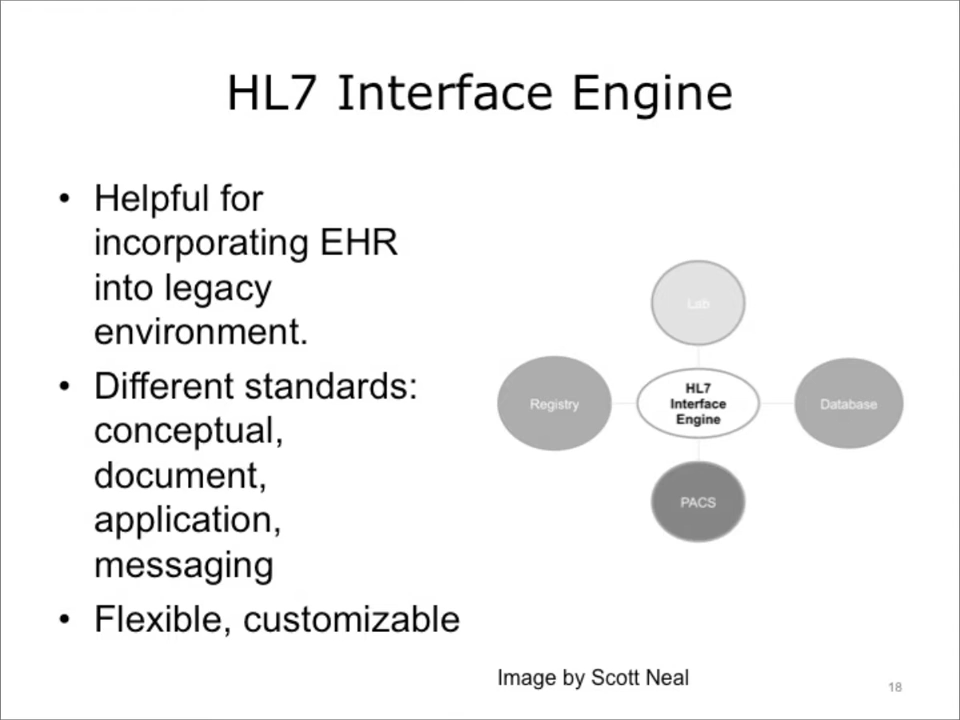 HL7 Interface Engine
• Helpful for
incorporating EHR
into legacy
environment.
• Different standards:
conceptual,
document,
application,
messaging
• Flexible, customizable
Lab
Registry
HL7
Interface
Engine
Database
PACS
Image by Scott Neal
18